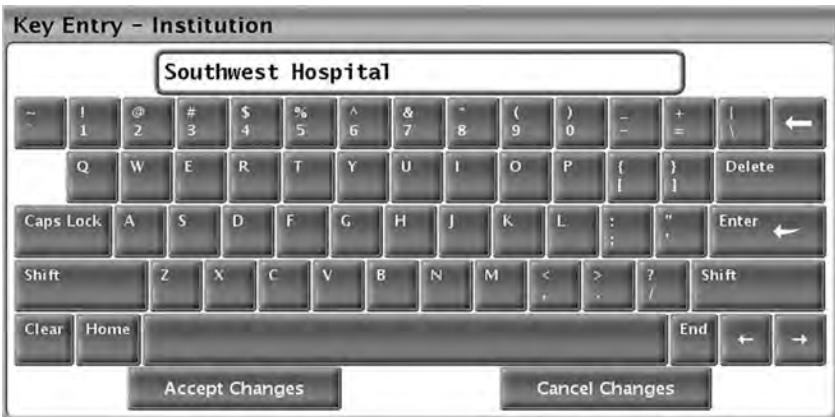 Key Entry – Institution
Southwest Hospital
~ ! @ # $ % ^ & * ( ) _ + |
` 1 2 3 4 5 6 7 8 9 0 - = \ ←
Q W E R T Y U I O P { } Delete
[ ]
Caps Lock A S D F G H J K L : " Enter
; '
Shift Z X C V B N M < > ? Shift
, . /
Clear Home End ← →
Accept Changes Cancel Changes